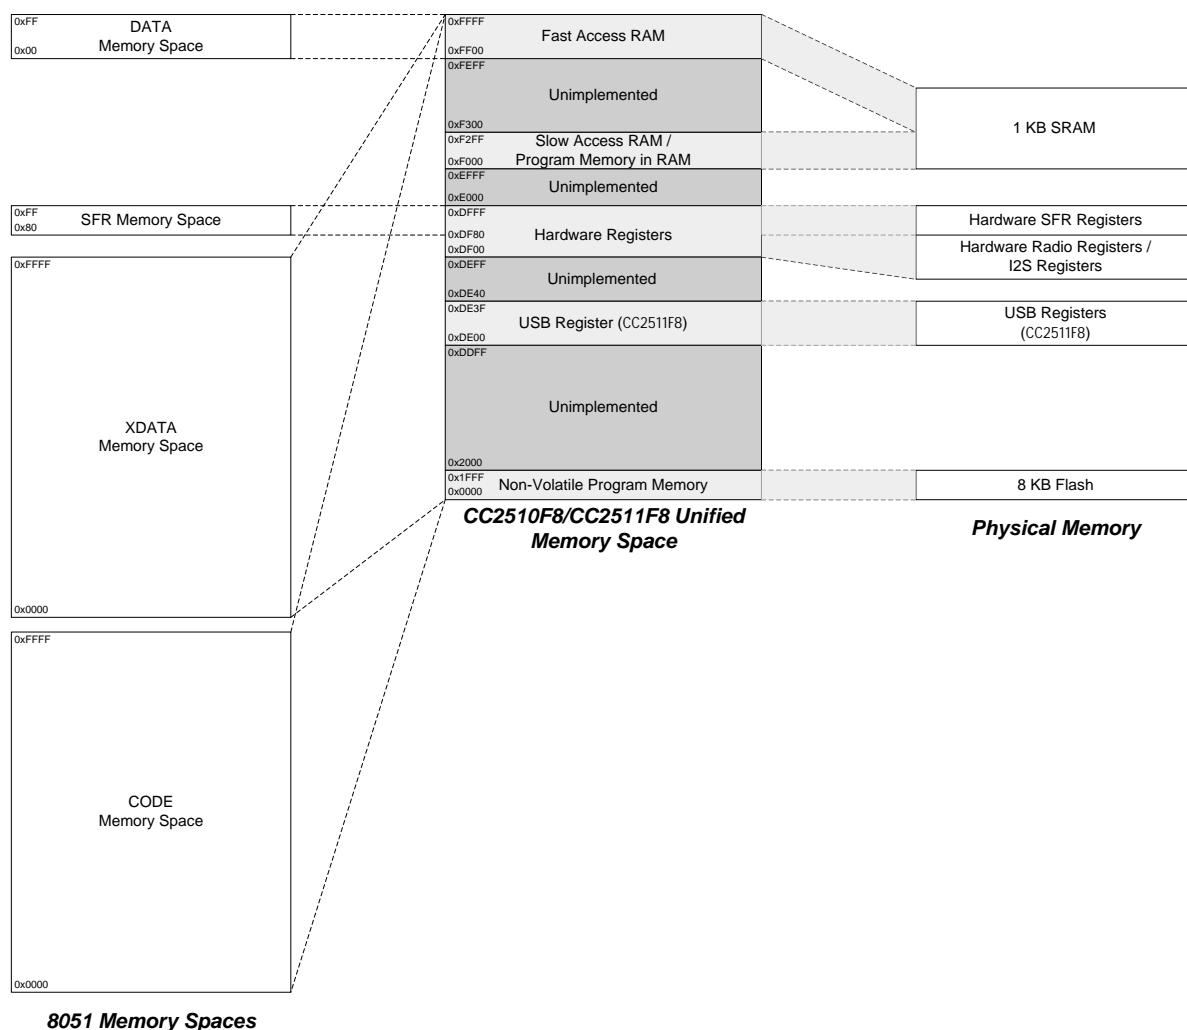 0xFF
DATA
Memory Space
0x00
0xFF
SFR Memory Space
0x80
0xFFFF
XDATA
Memory Space
0x0000
0xFFFF
CODE
Memory Space
0x0000
8051 Memory Spaces
0xFFFF
Fast Access RAM
0xFF00
0xFEFF
Unimplemented
0xF300
0xF2FF
Slow Access RAM /
Program Memory in RAM
0xF000
0xEFFF
Unimplemented
0xE000
0xDFFF
0xDF80
Hardware Registers
0xDF00
0xDEFF
Unimplemented
0xDE40
0xDE3F
USB Register (CC2511F8)
0xDE00
0xDDFF
Unimplemented
0x2000
0x1FFF
Non-Volatile Program Memory
0x0000
CC2510F8/CC2511F8 Unified
Memory Space
1 KB SRAM
Hardware SFR Registers
Hardware Radio Registers /
I2S Registers
USB Registers
(CC2511F8)
8 KB Flash
Physical Memory